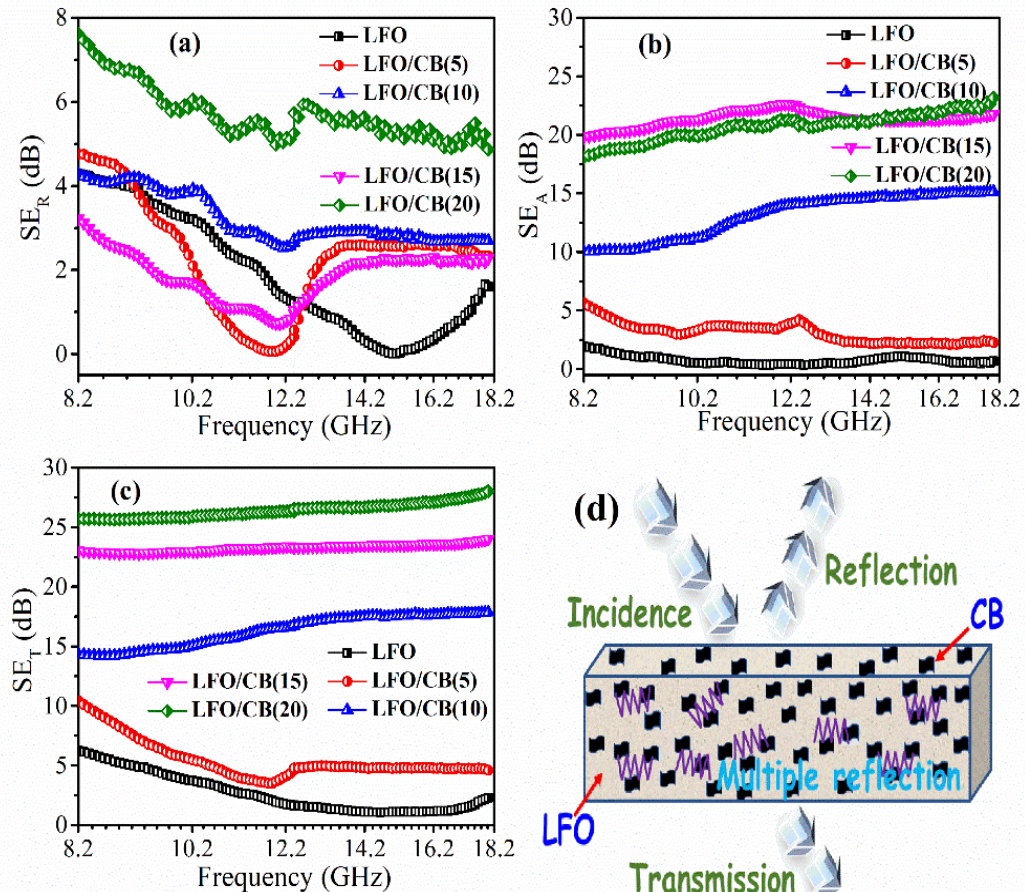 (a)
LFO
LFO/CB(5)
LFO/CB(10)
LFO/CB(15)
LFO/CB(20)
8
6
4
2
0
SE_R (dB)
8.2 10.2 12.2 14.2 16.2 18.2
Frequency (GHz)
(b)
LFO
LFO/CB(5)
LFO/CB(10)
LFO/CB(15)
LFO/CB(20)
30
25
20
15
10
5
0
SE_A (dB)
8.2 10.2 12.2 14.2 16.2 18.2
Frequency (GHz)
(c)
LFO
LFO/CB(15) LFO/CB(5)
LFO/CB(20) LFO/CB(10)
30
25
20
15
10
5
0
SE_T (dB)
8.2 10.2 12.2 14.2 16.2 18.2
Frequency (GHz)
(d)
Reflection
Incidence
CB
Multiple reflection
LFO
Transmission